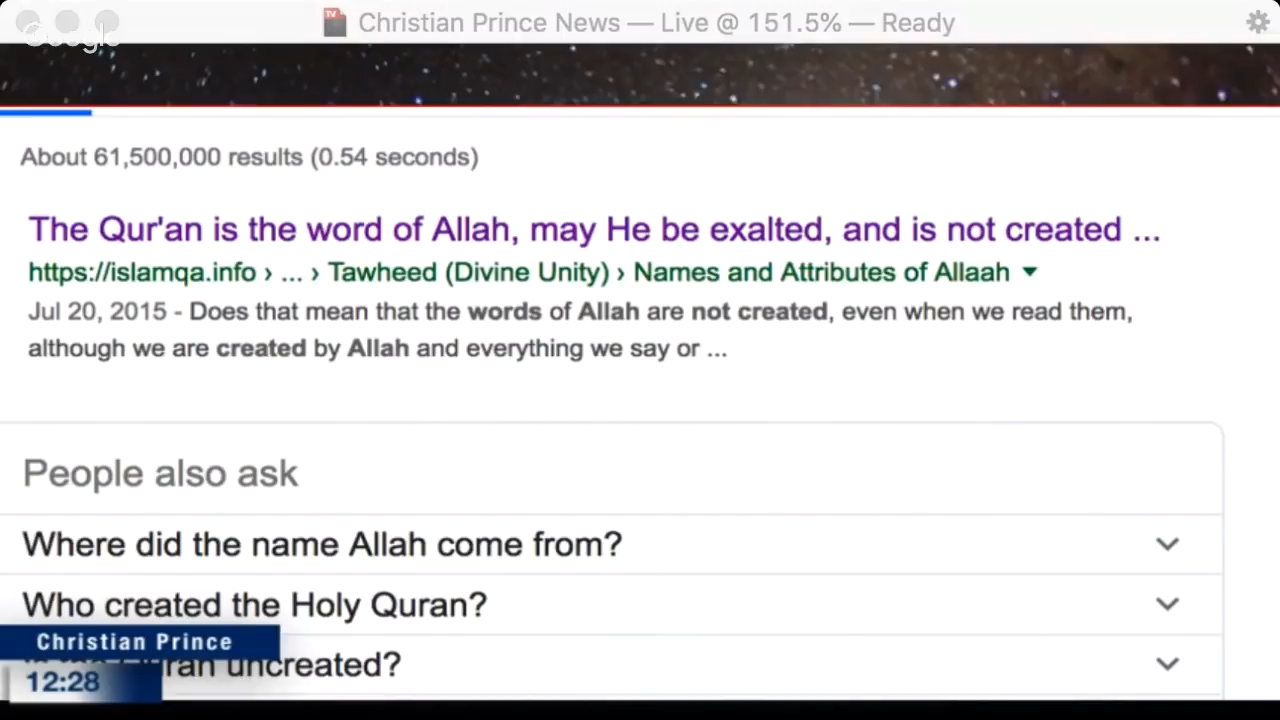 Christian Prince News — Live @ 151.5% — Ready
Google
About 61,500,000 results (0.54 seconds)
The Qur'an is the word of Allah, may He be exalted, and is not created ...
https://islamqa.info › ... › Tawheed (Divine Unity) › Names and Attributes of Allaah
Jul 20, 2015 - Does that mean that the words of Allah are not created, even when we read them,
although we are created by Allah and everything we say or ...
People also ask
Where did the name Allah come from?
Who created the Holy Quran?
Christian Prince
uncreated?
12:28